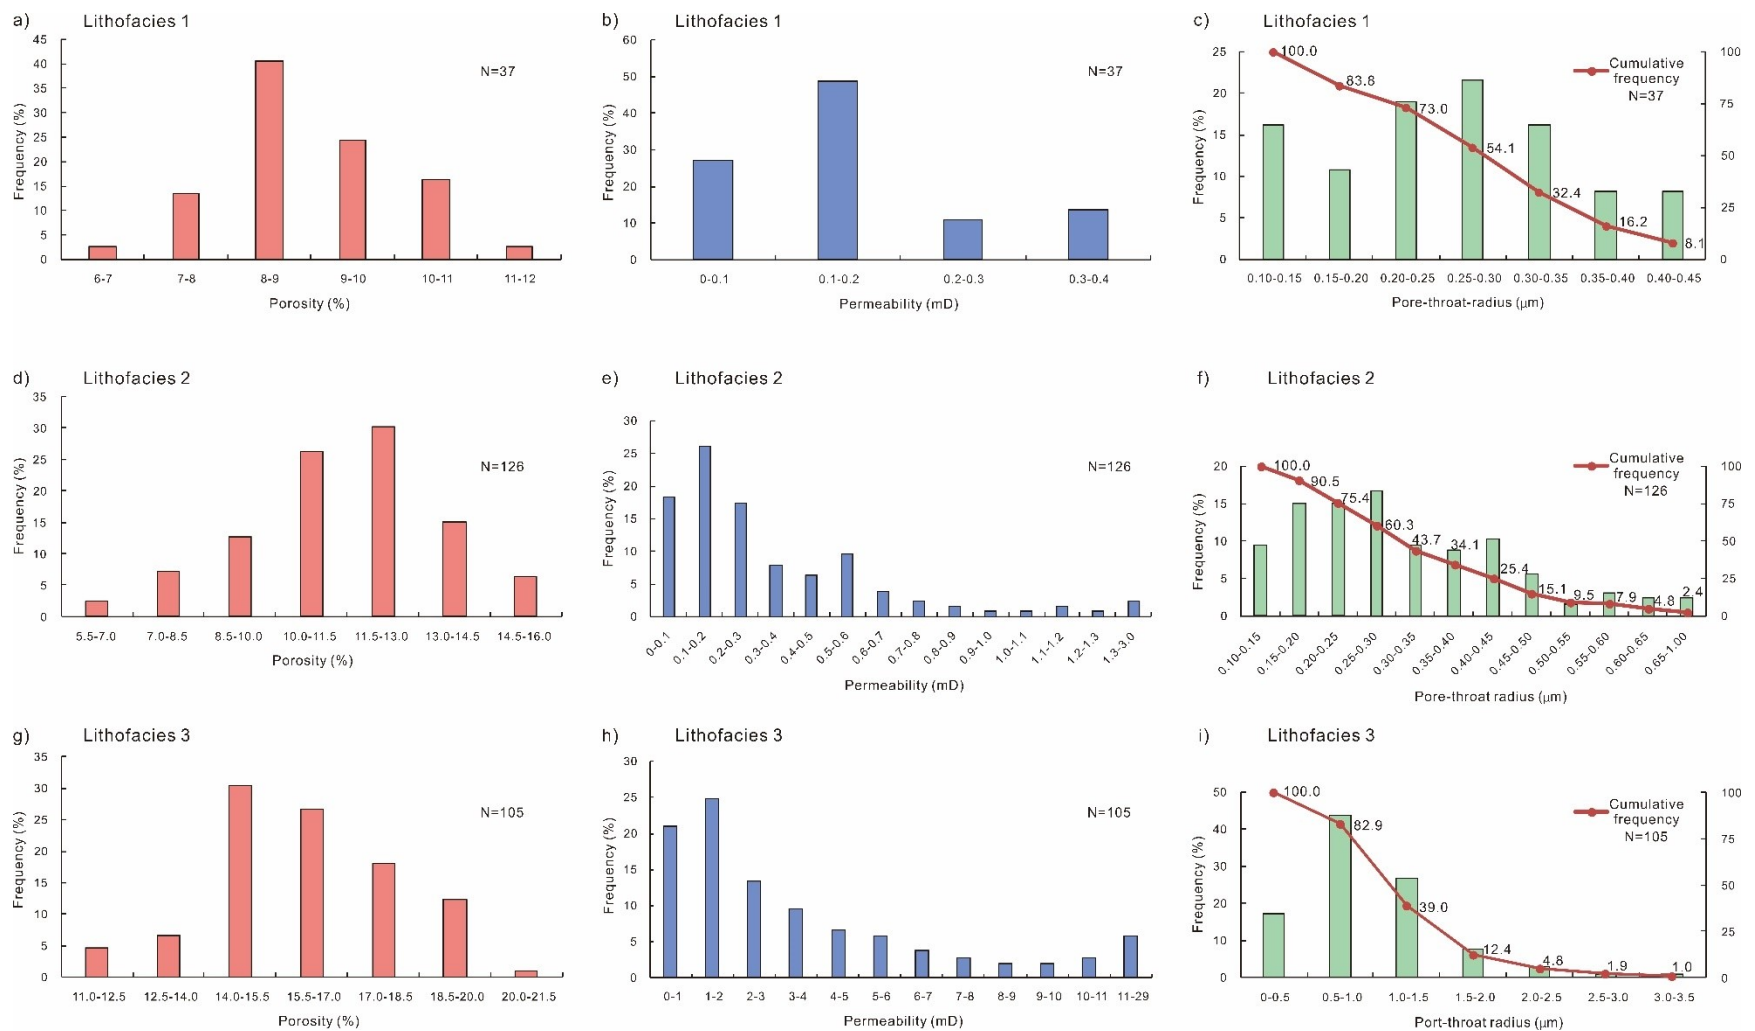 a) Lithofacies 1
45
40
35
30
25
20
15
10
5
0
Frequency (%)
N=37
6-7 7-8 8-9 9-10 10-11 11-12
Porosity (%)
b) Lithofacies 1
60
50
40
30
20
10
0
Frequency (%)
N=37
0-0.1 0.1-0.2 0.2-0.3 0.3-0.4
Permeability (mD)
c) Lithofacies 1
25
20
15
10
5
0
Frequency (%)
100
75
50
25
0
Cumulative
frequency
N=37
100.0
83.8
73.0
54.1
32.4
16.2
8.1
0.10-0.15 0.15-0.20 0.20-0.25 0.25-0.30 0.30-0.35 0.35-0.40 0.40-0.45
Pore-throat-radius (μm)
d) Lithofacies 2
35
30
25
20
15
10
5
0
Frequency (%)
N=126
5.5-7.0 7.0-8.5 8.5-10.0 10.0-11.5 11.5-13.0 13.0-14.5 14.5-16.0
Porosity (%)
e) Lithofacies 2
30
25
20
15
10
5
0
Frequency (%)
N=126
0-0.1 0.1-0.2 0.2-0.3 0.3-0.4 0.4-0.5 0.5-0.6 0.6-0.7 0.7-0.8 0.8-0.9 0.9-1.0 1.0-1.1 1.1-1.2 1.2-1.3 1.3-3.0
Permeability (mD)
f) Lithofacies 2
20
15
10
5
0
Frequency (%)
100
75
50
25
0
Cumulative
frequency
N=126
100.0
90.5
75.4
60.3
43.7
34.1
25.4
15.1
9.5
7.9
4.8
2.4
0.10-0.15 0.15-0.20 0.20-0.25 0.25-0.30 0.30-0.35 0.35-0.40 0.40-0.45 0.45-0.50 0.50-0.55 0.55-0.60 0.60-0.65 0.65-1.00
Pore-throat radius (μm)
g) Lithofacies 3
35
30
25
20
15
10
5
0
Frequency (%)
N=105
11.0-12.5 12.5-14.0 14.0-15.5 15.5-17.0 17.0-18.5 18.5-20.0 20.0-21.5
Porosity (%)
h) Lithofacies 3
30
25
20
15
10
5
0
Frequency (%)
N=105
0-1 1-2 2-3 3-4 4-5 5-6 6-7 7-8 8-9 9-10 10-11 11-29
Permeability (mD)
i) Lithofacies 3
50
40
30
20
10
0
Frequency (%)
100
75
50
25
0
Cumulative
frequency
N=105
100.0
82.9
39.0
12.4
4.8
1.9
1.0
0-0.5 0.5-1.0 1.0-1.5 1.5-2.0 2.0-2.5 2.5-3.0 3.0-3.5
Port-throat radius (μm)